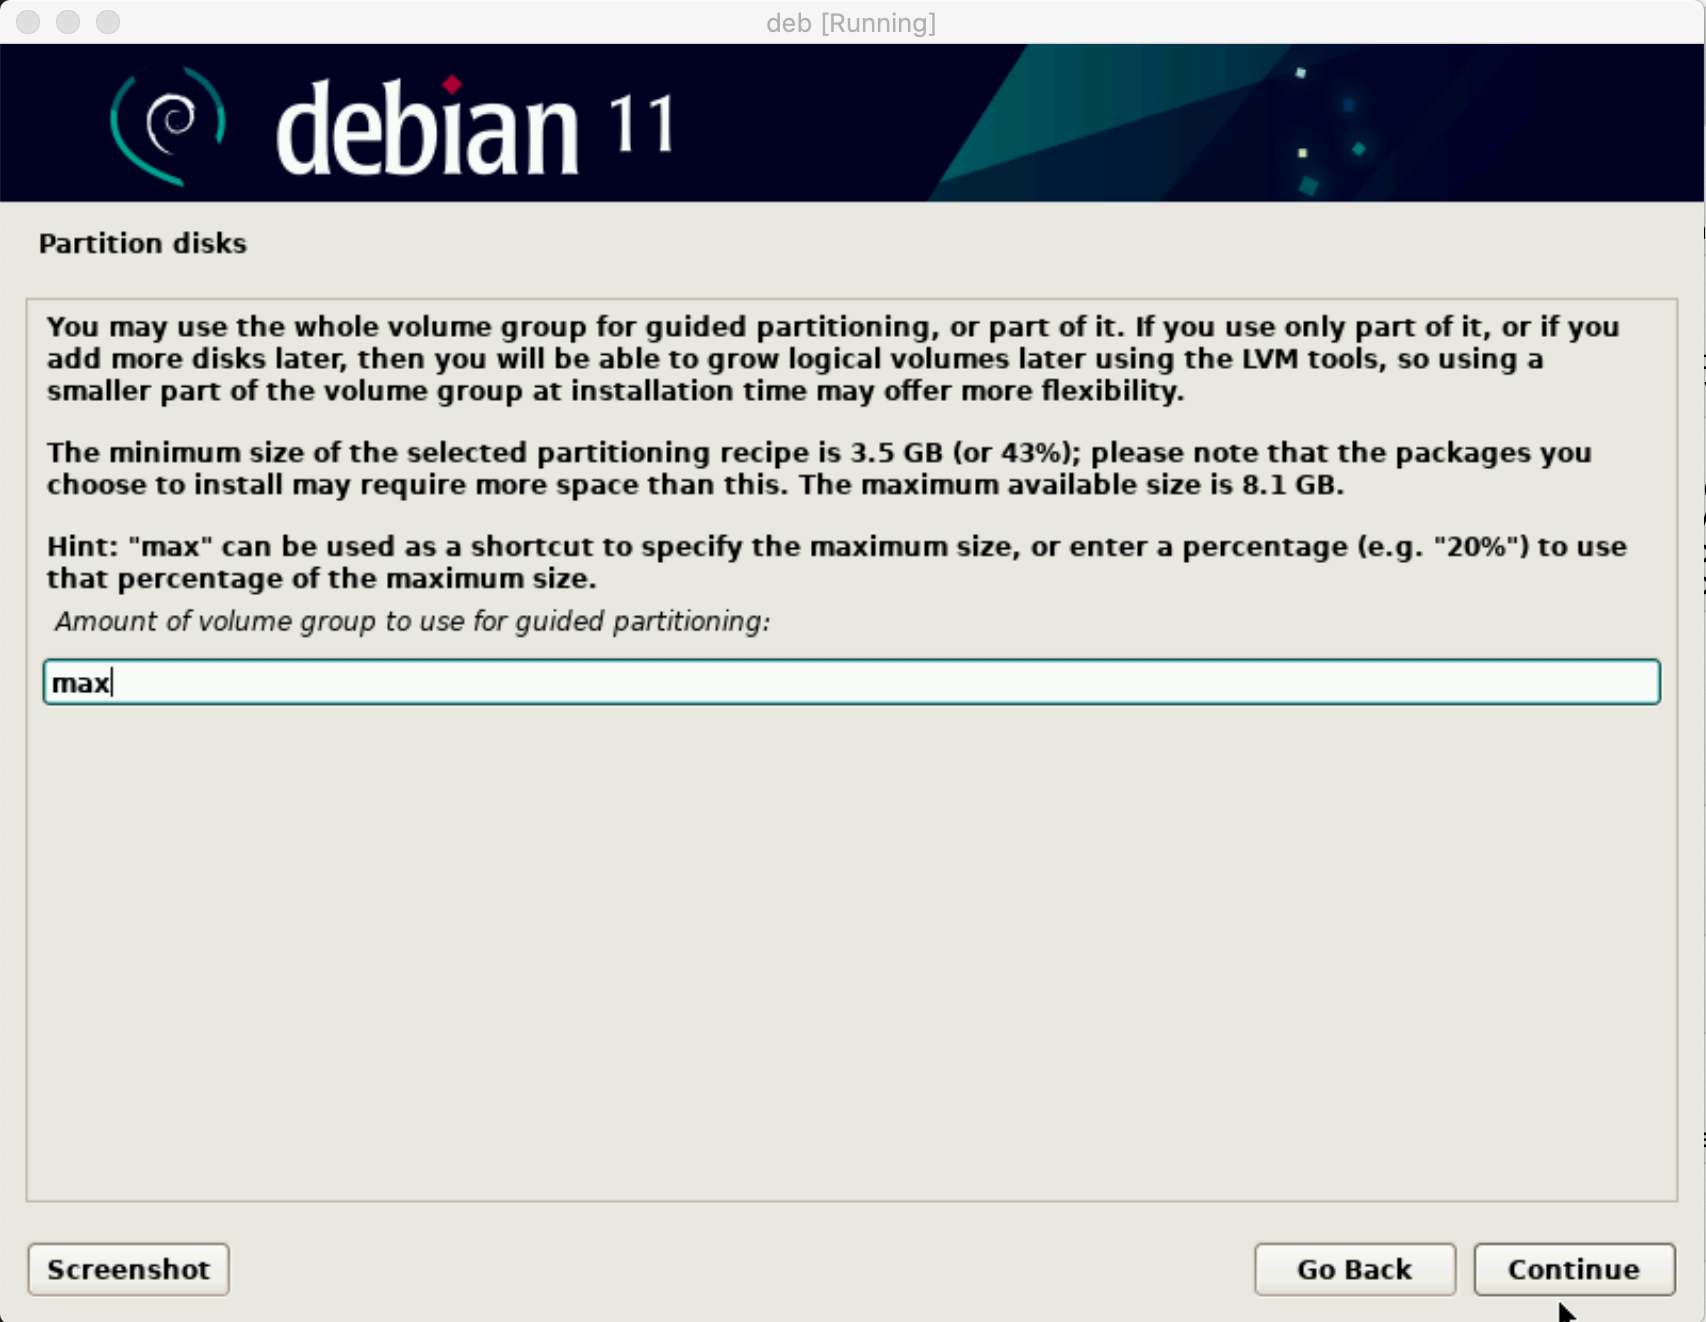 deb [Running]
debian 11
Partition disks
You may use the whole volume group for guided partitioning, or part of it. If you use only part of it, or if you
add more disks later, then you will be able to grow logical volumes later using the LVM tools, so using a
smaller part of the volume group at installation time may offer more flexibility.
The minimum size of the selected partitioning recipe is 3.5 GB (or 43%); please note that the packages you
choose to install may require more space than this. The maximum available size is 8.1 GB.
Hint: "max" can be used as a shortcut to specify the maximum size, or enter a percentage (e.g. "20%") to use
that percentage of the maximum size.
Amount of volume group to use for guided partitioning:
max
Screenshot
Go Back
Continue